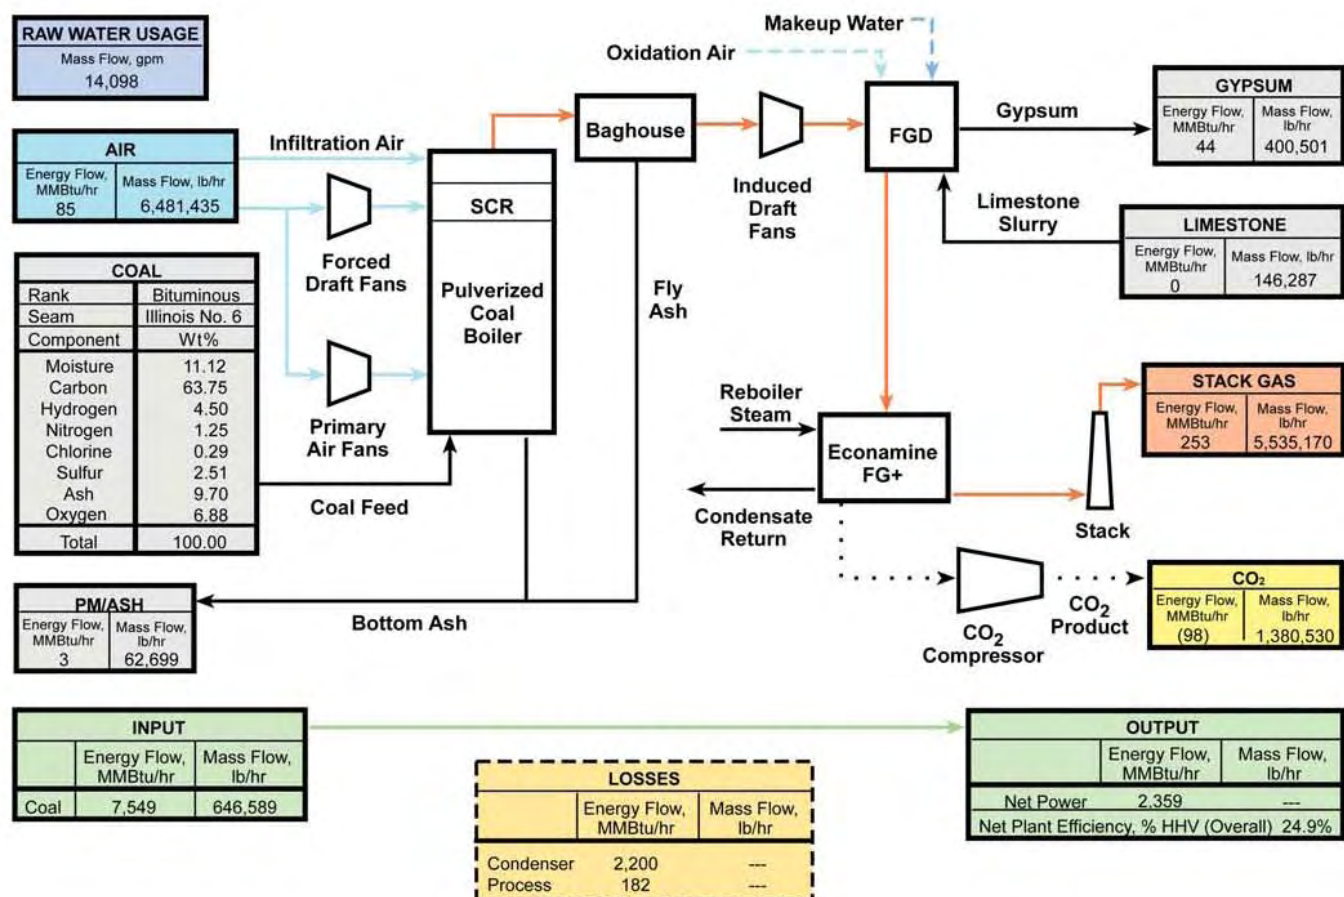 RAW WATER USAGE
Mass Flow, gpm
14,098
Makeup Water
Oxidation Air
AIR
Energy Flow, MMBtu/hr
Mass Flow, lb/hr
85
6,481,435
Infiltration Air
Forced
Draft Fans
Primary
Air Fans
SCR
Pulverized
Coal
Boiler
Baghouse
Induced
Draft
Fans
FGD
Gypsum
GYPSUM
Energy Flow, MMBtu/hr
Mass Flow, lb/hr
44
400,501
Limestone
Slurry
LIMESTONE
Energy Flow, MMBtu/hr
Mass Flow, lb/hr
0
146,287
COAL
Rank Bituminous
Seam Illinois No. 6
Component Wt%
Moisture 11.12
Carbon 63.75
Hydrogen 4.50
Nitrogen 1.25
Chlorine 0.29
Sulfur 2.51
Ash 9.70
Oxygen 6.88
Total 100.00
Coal Feed
Fly
Ash
Reboiler
Steam
Econamine
FG+
Condensate
Return
STACK GAS
Energy Flow, MMBtu/hr
Mass Flow, lb/hr
253
5,535,170
Stack
PM/ASH
Energy Flow, MMBtu/hr
Mass Flow, lb/hr
3
62,699
Bottom Ash
CO2
Compressor
CO2
Product
CO2
Energy Flow, MMBtu/hr
Mass Flow, lb/hr
(98)
1,380,530
INPUT
Energy Flow, MMBtu/hr
Mass Flow, lb/hr
Coal 7,549 646,589
LOSSES
Energy Flow, MMBtu/hr
Mass Flow, lb/hr
Condenser 2,200 ---
Process 182 ---
OUTPUT
Energy Flow, MMBtu/hr
Mass Flow, lb/hr
Net Power 2,359 ---
Net Plant Efficiency, % HHV (Overall) 24.9%